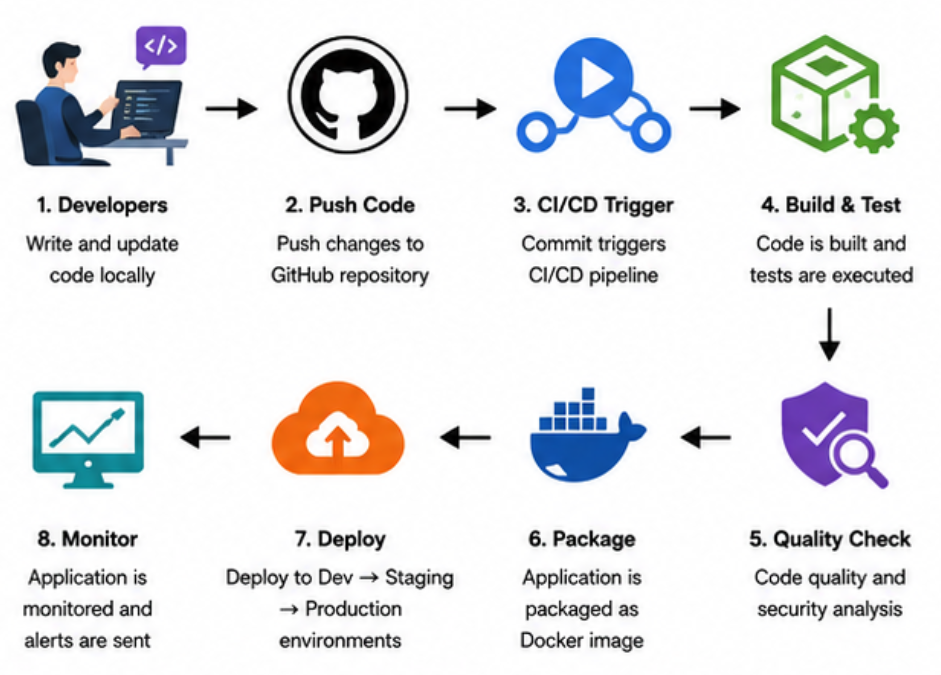 </>
1. Developers
Write and update
code locally
2. Push Code
Push changes to
GitHub repository
3. CI/CD Trigger
Commit triggers
CI/CD pipeline
4. Build & Test
Code is built and
tests are executed
5. Quality Check
Code quality and
security analysis
6. Package
Application is
packaged as
Docker image
7. Deploy
Deploy to Dev → Staging
→ Production
environments
8. Monitor
Application is
monitored and
alerts are sent